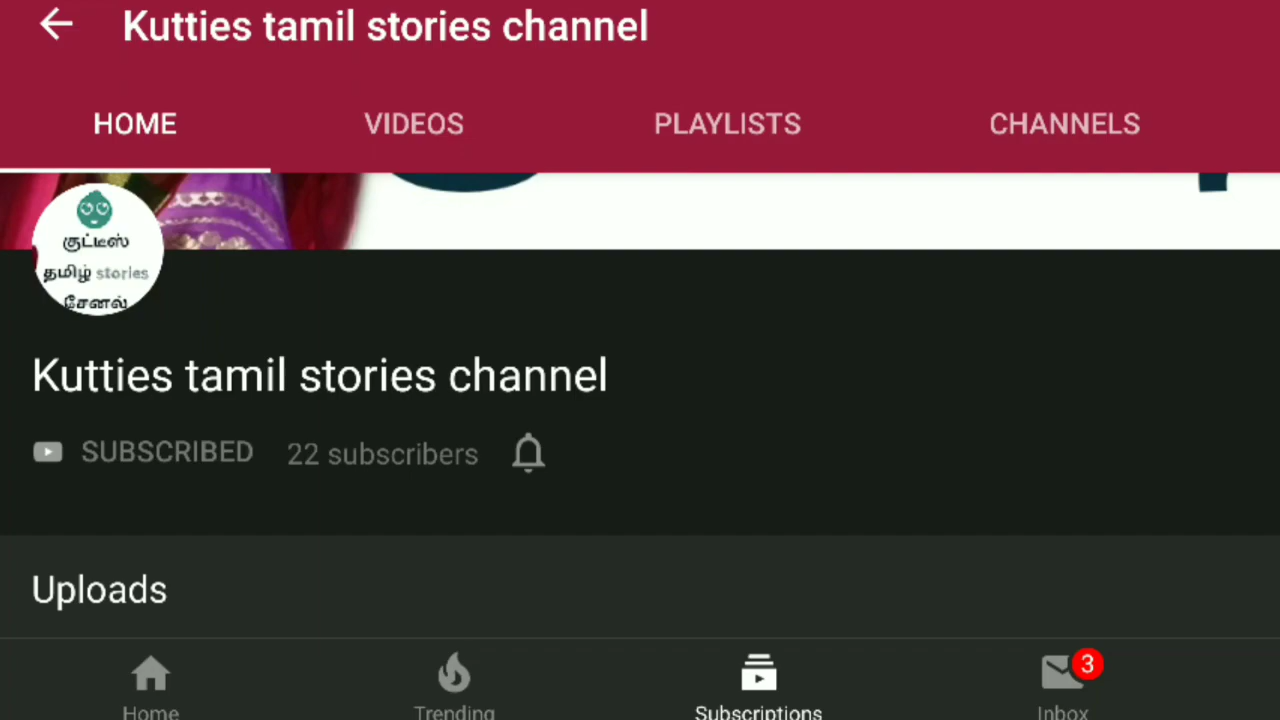 Kutties tamil stories channel
HOME VIDEOS PLAYLISTS CHANNELS
குட்டீஸ்
தமிழ் stories
சேனல்
Kutties tamil stories channel
SUBSCRIBED 22 subscribers
Uploads
3
Home Trending Subscriptions Inbox